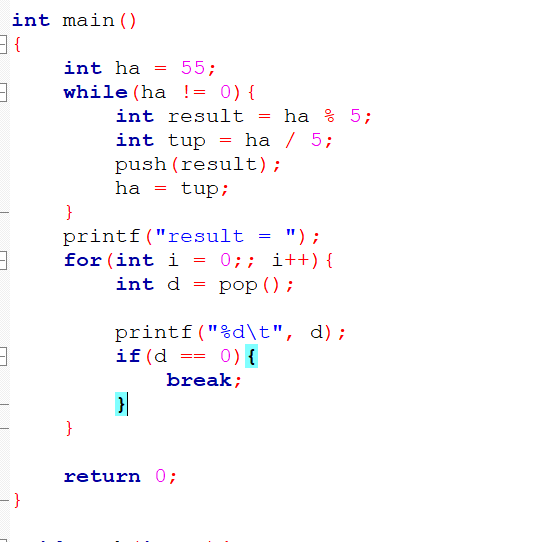 int main()
{
    int ha = 55;
    while(ha != 0){
        int result = ha % 5;
        int tup = ha / 5;
        push(result);
        ha = tup;
    }
    printf("result = ");
    for(int i = 0;; i++){
        int d = pop();

        printf("%d\t", d);
        if(d == 0){
            break;
        }
    }

    return 0;
}